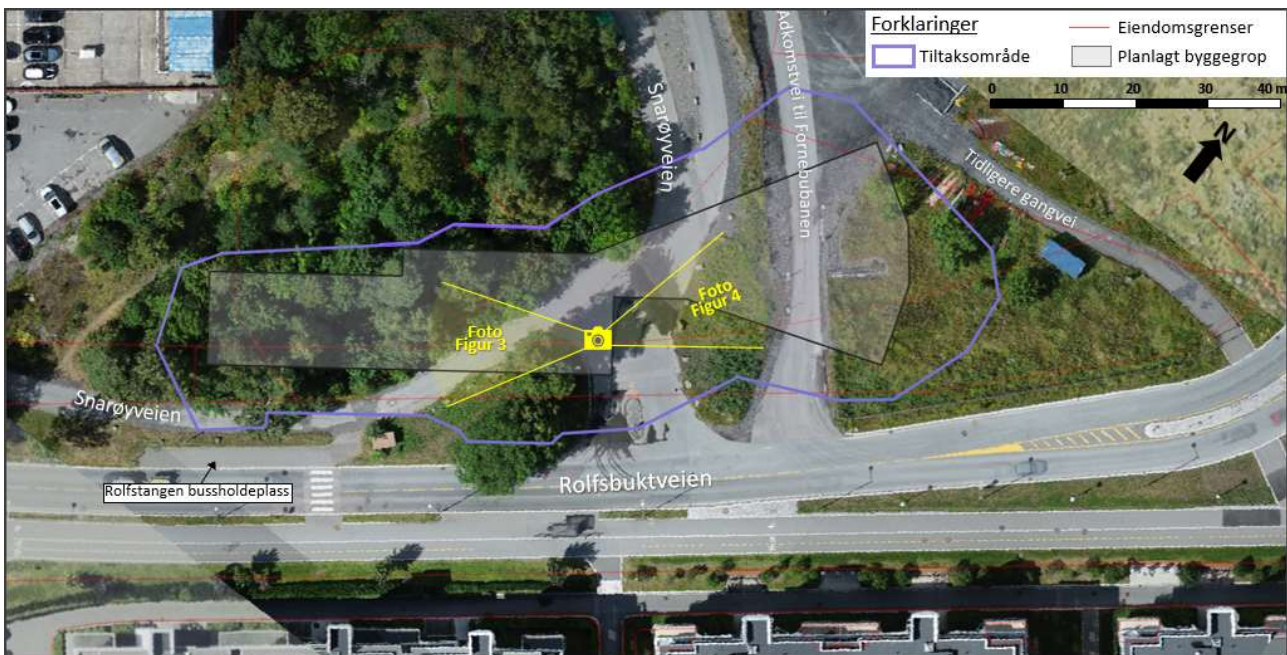 Forklaringer
Eiendomsgrenser
Tiltaksområde
Planlagt byggegrop
0 10 20 30 40 m
N
Snarøyveien
Adkomstvei til Fornebubanen
Tidligere gangvei
Foto
Figur 4
Foto
Figur 3
Snarøyveien
Rolfstangen bussholdeplass
Rolfsbuktveien